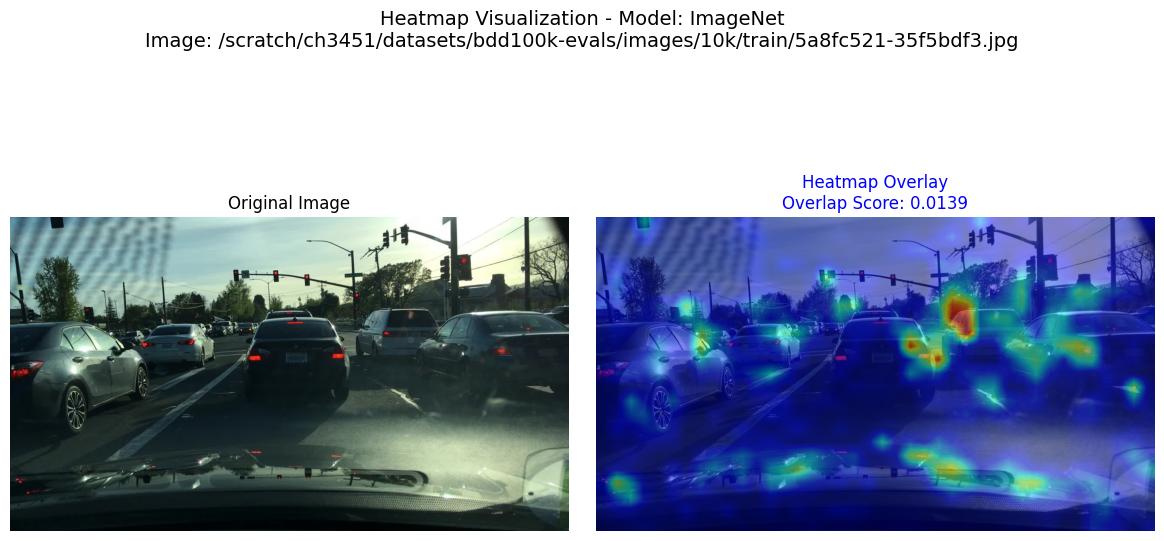 Heatmap Visualization - Model: ImageNet
Image: /scratch/ch3451/datasets/bdd100k-evals/images/10k/train/5a8fc521-35f5bdf3.jpg
Original Image
Heatmap Overlay
Overlap Score: 0.0139